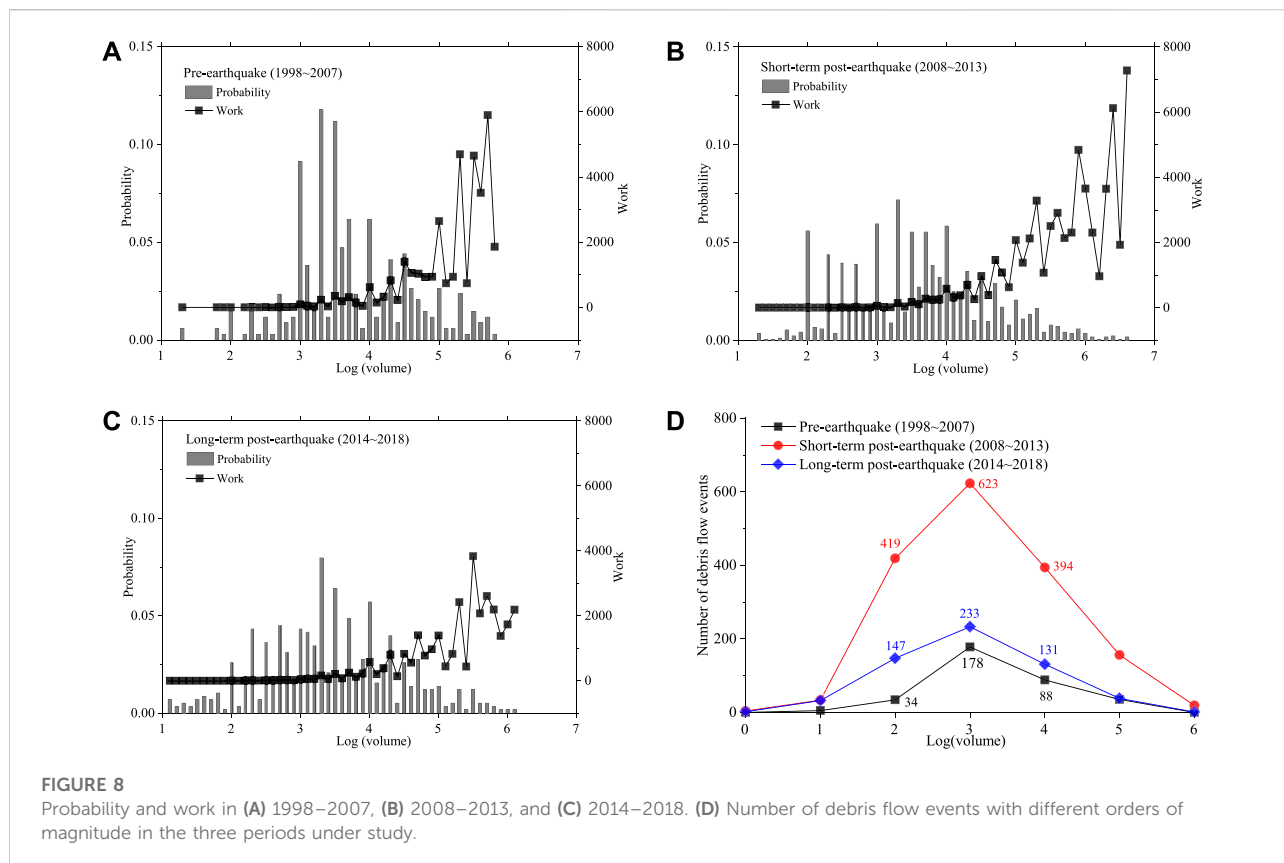 A
Pre-earthquake (1998~2007)
Probability
Work
0.15
0.10
0.05
0.00
Probability
8000
6000
4000
2000
0
Work
1 2 3 4 5 6 7
Log (volume)
B
Short-term post-earthquake (2008~2013)
Probability
Work
0.15
0.10
0.05
0.00
Probability
8000
6000
4000
2000
0
Work
1 2 3 4 5 6 7
Log (volume)
C
Long-term post-earthquake (2014~2018)
Probability
Work
0.15
0.10
0.05
0.00
Probability
8000
6000
4000
2000
0
Work
1 2 3 4 5 6 7
Log (volume)
D
Pre-earthquake (1998~2007)
Short-term post-earthquake (2008~2013)
Long-term post-earthquake (2014~2018)
800
600
400
200
0
Number of debris flow events
623
419
394
233
147
131
178
34
88
0 1 2 3 4 5 6
Log(volume)
FIGURE 8
Probability and work in (A) 1998–2007, (B) 2008–2013, and (C) 2014–2018. (D) Number of debris flow events with different orders of
magnitude in the three periods under study.